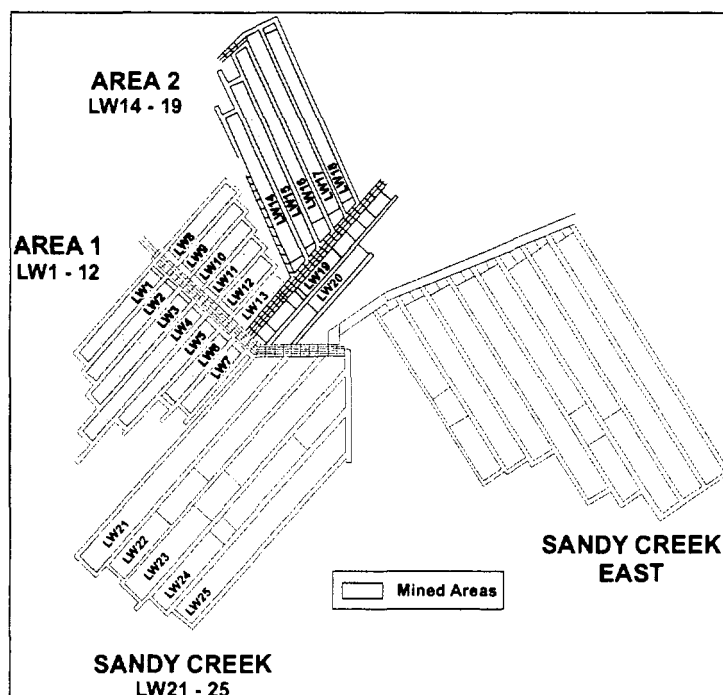 AREA 2
LW14 - 19
LW14
LW15
LW16
LW17
LW18
AREA 1
LW1 - 12
LW8
LW9
LW10
LW11
LW12
LW13
LW1
LW2
LW3
LW4
LW5
LW6
LW7
LW19
LW20
LW21
LW22
LW23
LW24
LW25
SANDY CREEK
EAST
Mined Areas
SANDY CREEK
LW21 - 25